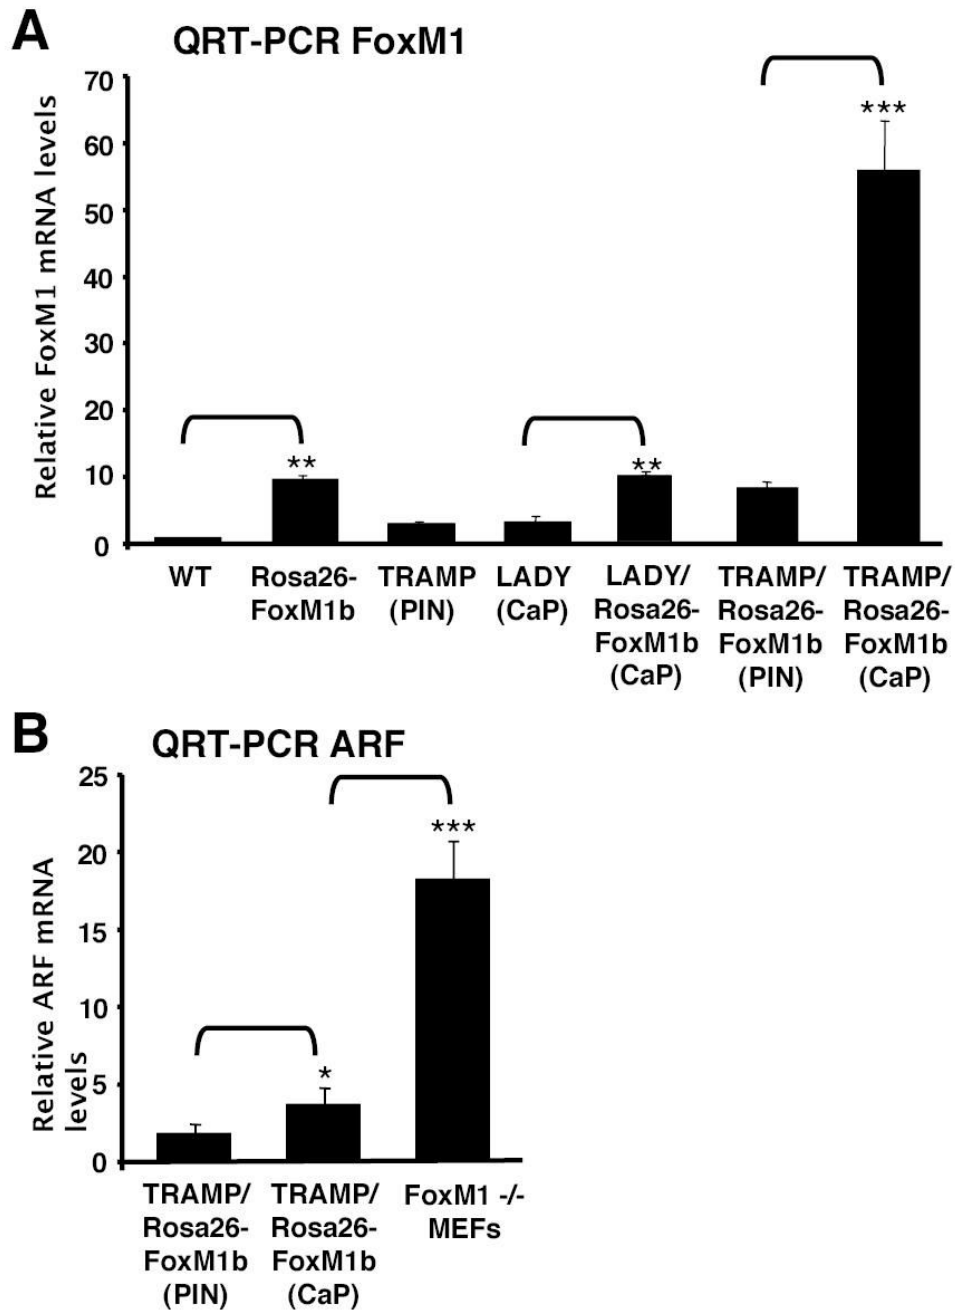 A
QRT-PCR FoxM1
Relative FoxM1 mRNA levels
70
60
50
40
30
20
10
0
**
**
***
WT
Rosa26-
FoxM1b
TRAMP
(PIN)
LADY
(CaP)
LADY/
Rosa26-
FoxM1b
(CaP)
TRAMP/
Rosa26-
FoxM1b
(PIN)
TRAMP/
Rosa26-
FoxM1b
(CaP)
B
QRT-PCR ARF
Relative ARF mRNA
levels
25
20
15
10
5
0
*
***
TRAMP/
Rosa26-
FoxM1b
(PIN)
TRAMP/
Rosa26-
FoxM1b
(CaP)
FoxM1 -/-
MEFs